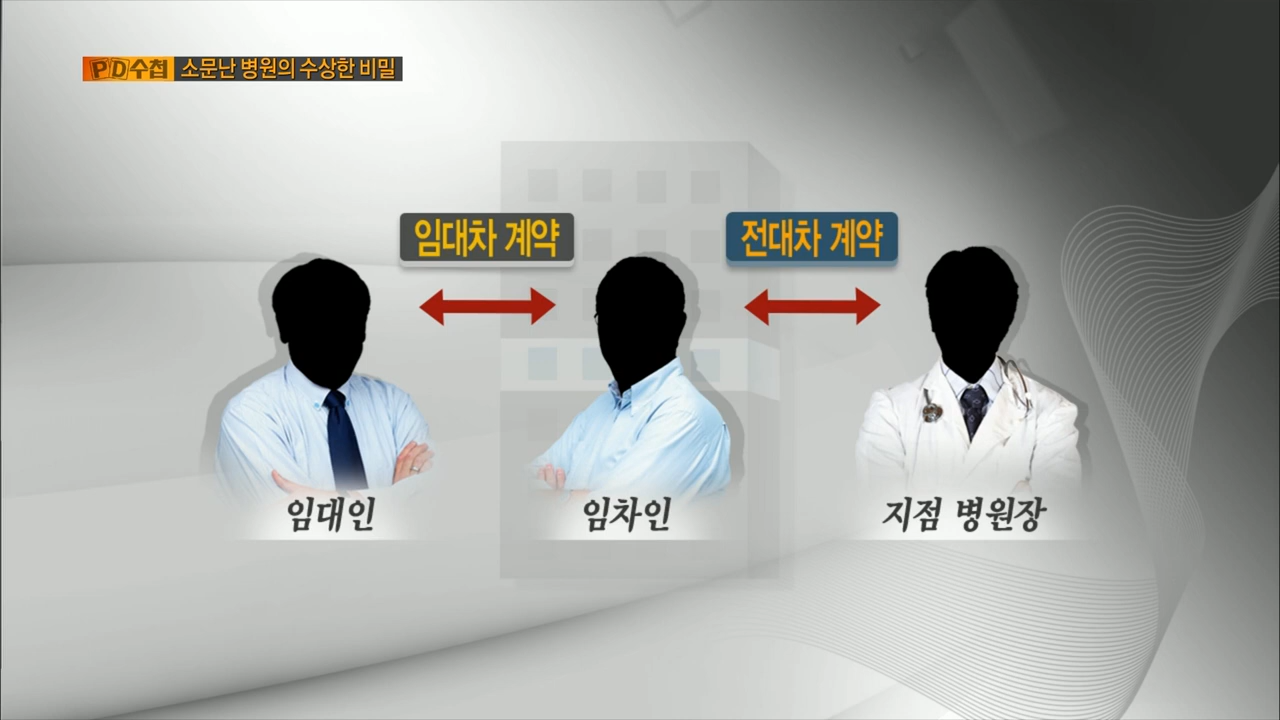 PD수첩 소문난 병원의 수상한 비밀
임대차 계약
전대차 계약
임대인
임차인
지점 병원장